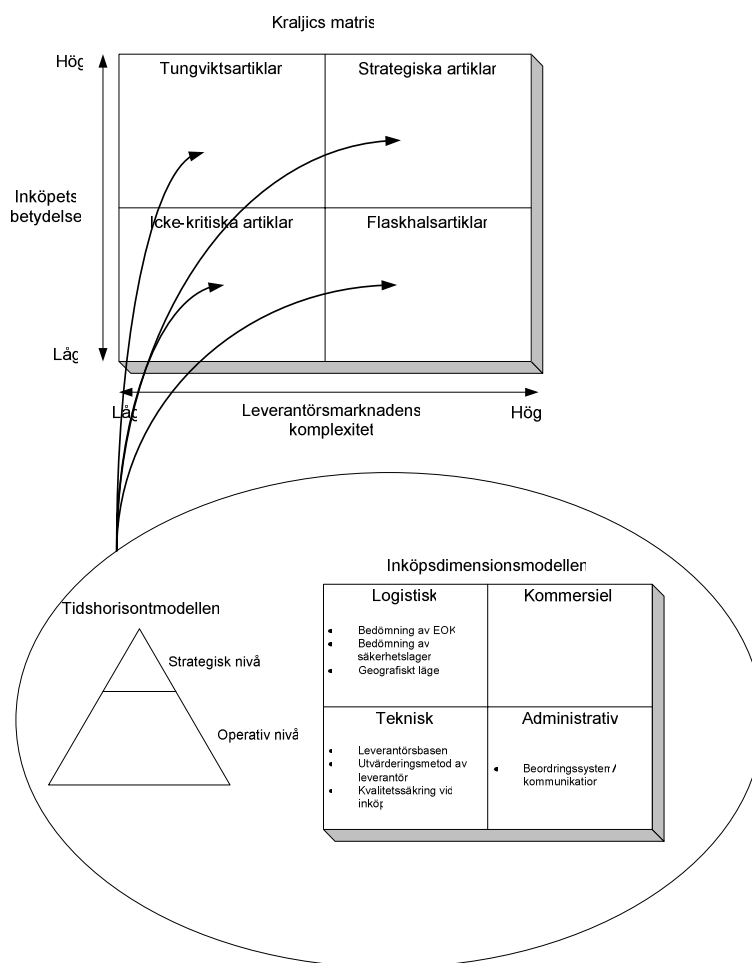 Kraljics matris
Hög
Tungviktsartiklar
Strategiska artiklar
Inköpets
betydelse
Icke-kritiska artiklar
Flaskhalsartiklar
Låg
Låg
Leverantörsmarknadens
komplexitet
Hög
Inköpsdimensionsmodellen
Tidshorisontmodellen
Strategisk nivå
Operativ nivå
Logistisk
• Bedömning av EOK
• Bedömning av
säkerhetslager
• Geografiskt läge
Kommersiel
Teknisk
• Leverantörsbasen
• Utvärderingsmetod av
leverantör
• Kvalitetssäkring vid
inköp
Administrativ
• Beordringssystem/
kommunikation